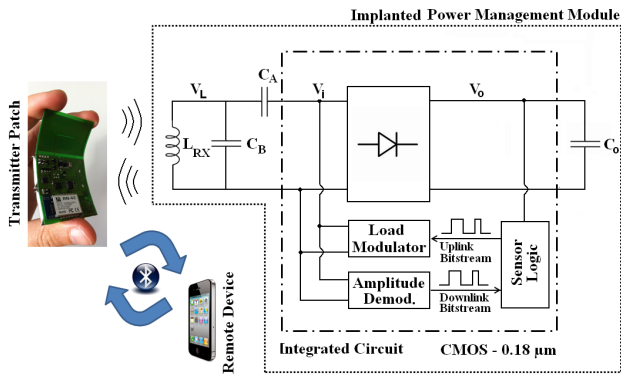 Implanted Power Management Module
Transmitter Patch
V_L
C_A
V_i
V_o
L_RX
C_B
C_o
Load
Modulator
Uplink
Bitstream
Amplitude
Demod.
Downlink
Bitstream
Sensor
Logic
Remote Device
Integrated Circuit
CMOS - 0.18 μm